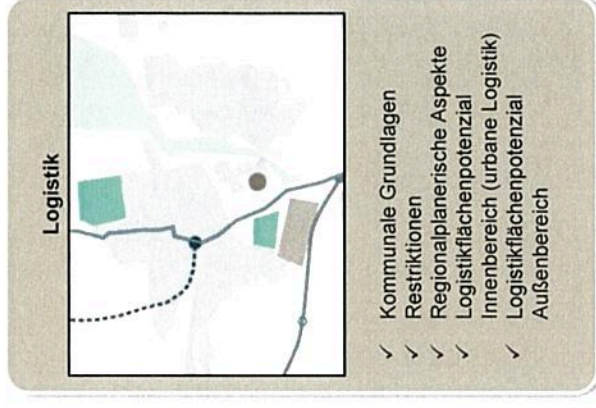 Logistik
✓ Kommunale Grundlagen
✓ Restriktionen
✓ Regionalplanerische Aspekte
✓ Logistikflächenpotenzial
Innenbereich (urbane Logistik)
✓ Logistikflächenpotenzial
Außenbereich